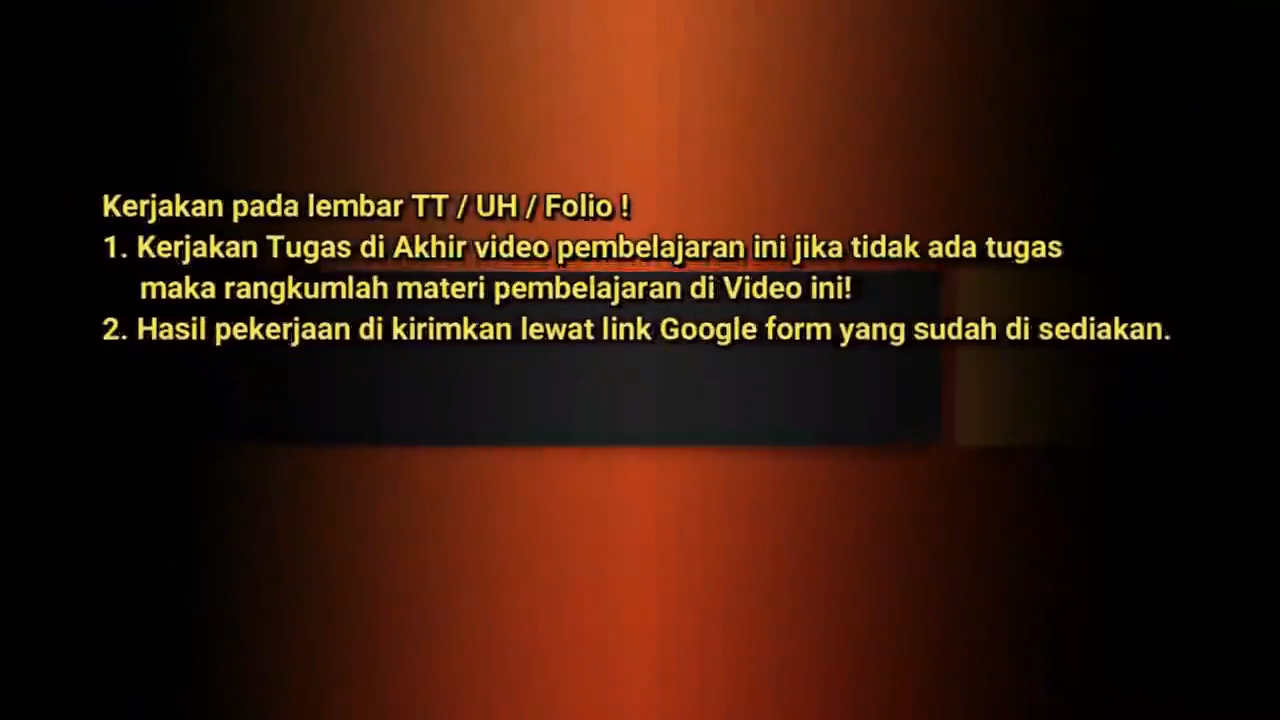 Kerjakan pada lembar TT / UH / Folio !
1. Kerjakan Tugas di Akhir video pembelajaran ini jika tidak ada tugas
maka rangkumlah materi pembelajaran di Video ini!
2. Hasil pekerjaan di kirimkan lewat link Google form yang sudah di sediakan.